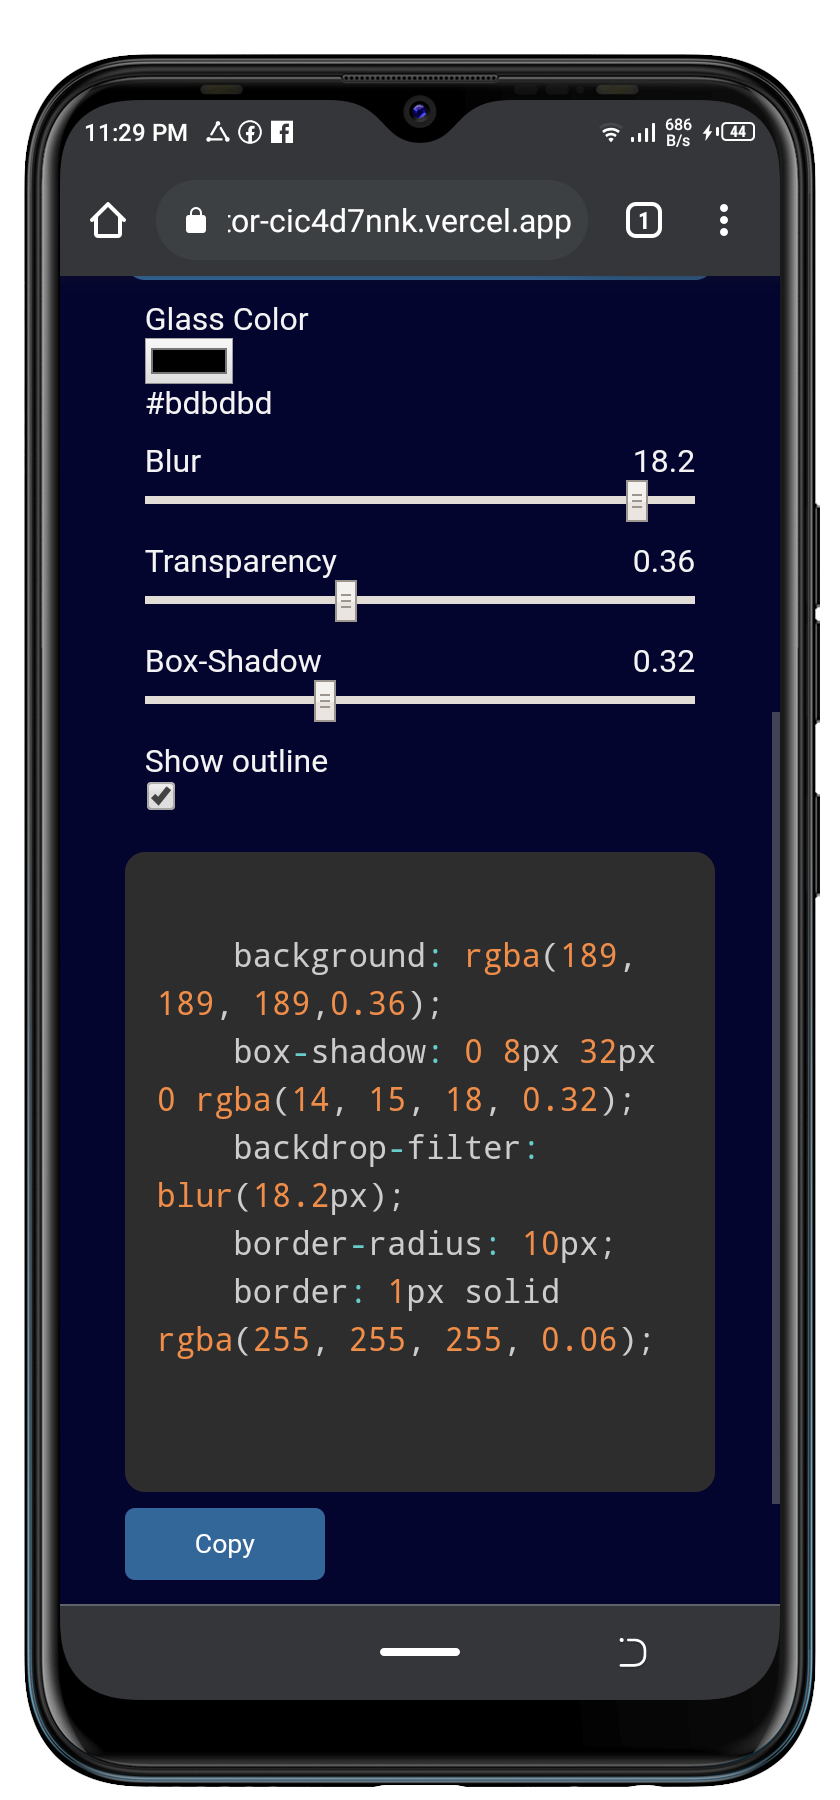 11:29 PM
686
B/s
44
:or-cic4d7nnk.vercel.app
1
Glass Color
#bdbdbd
Blur 18.2
Transparency 0.36
Box-Shadow 0.32
Show outline
background: rgba(189,
189, 189,0.36);
box-shadow: 0 8px 32px
0 rgba(14, 15, 18, 0.32);
backdrop-filter:
blur(18.2px);
border-radius: 10px;
border: 1px solid
rgba(255, 255, 255, 0.06);
Copy